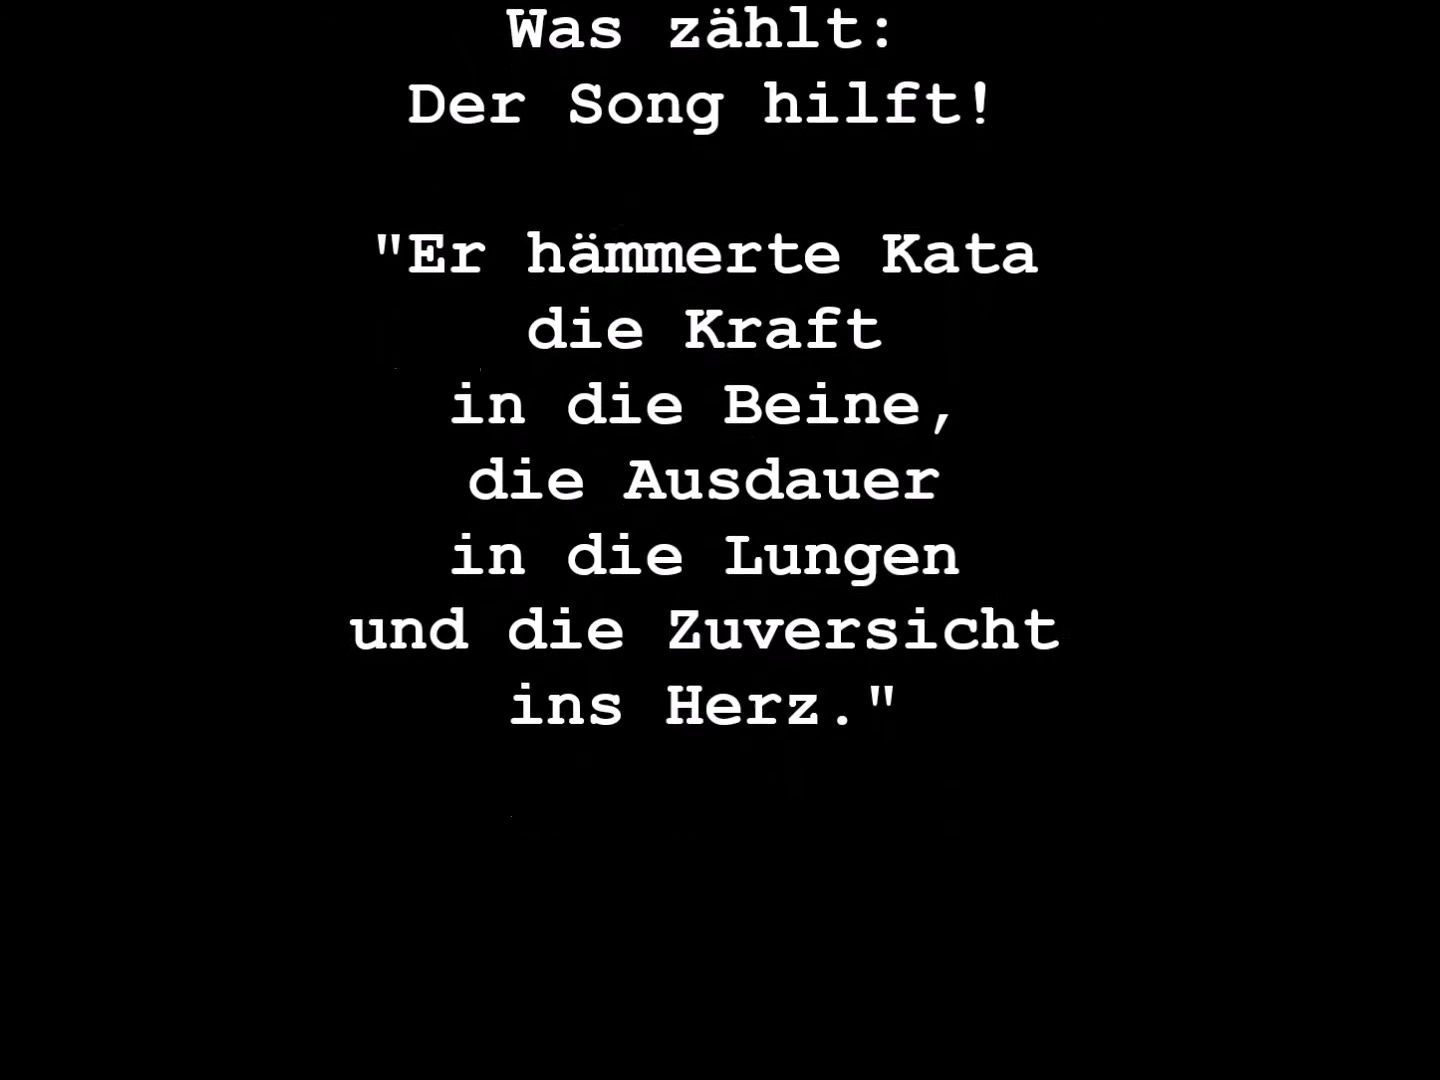 Was zählt:
Der Song hilft!
"Er hämmerte Kata
die Kraft
in die Beine,
die Ausdauer
in die Lungen
und die Zuversicht
ins Herz."